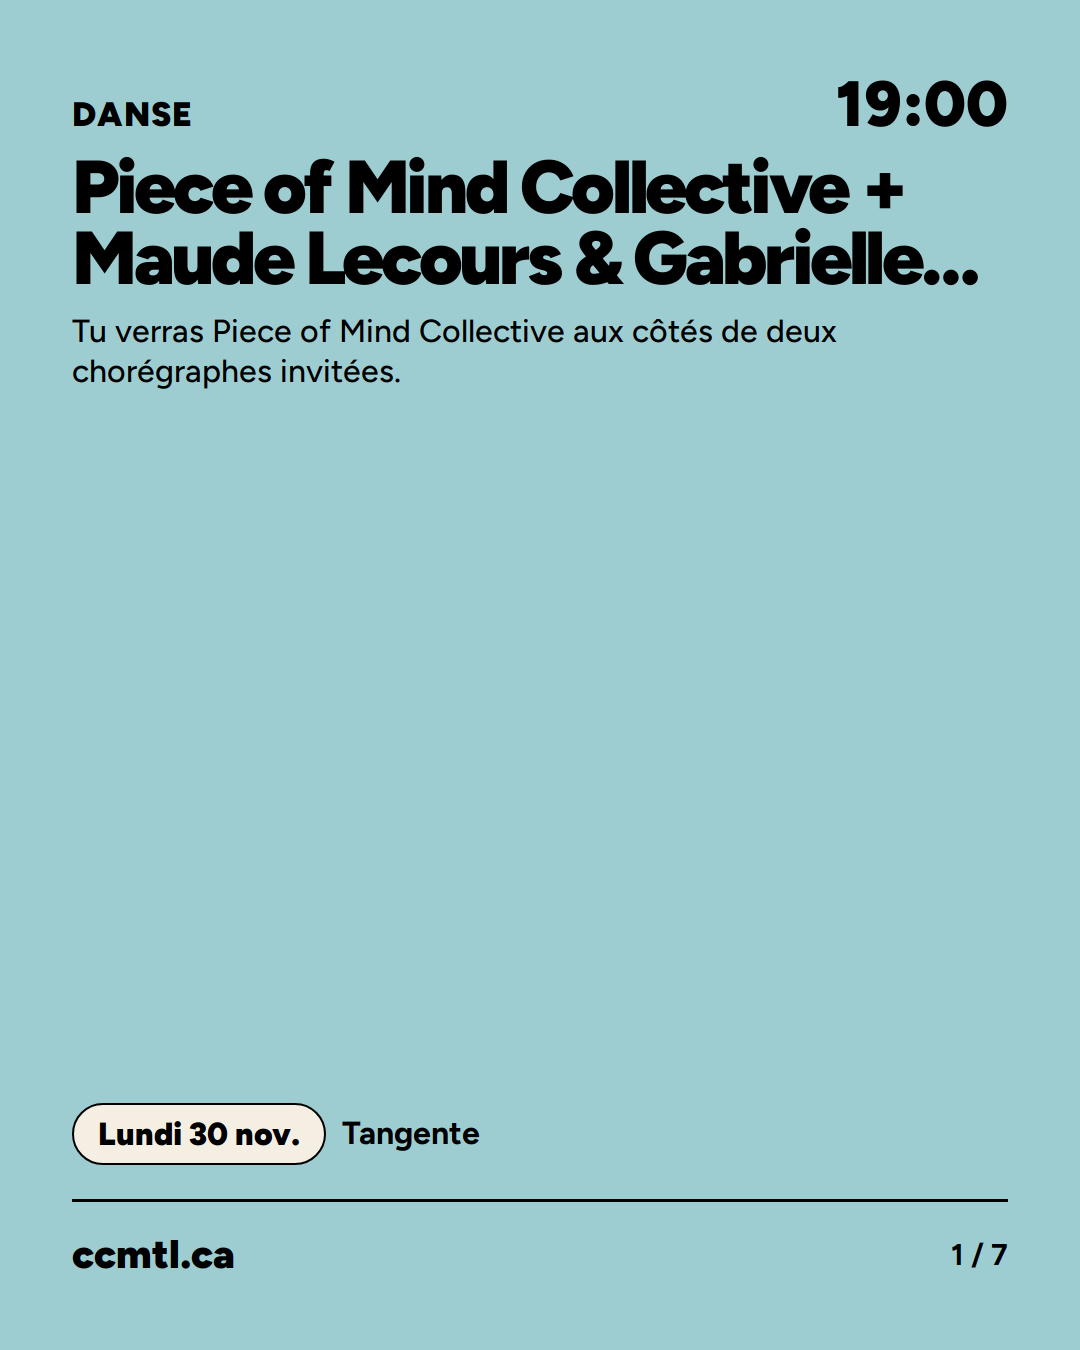 DANSE
19:00
Piece of Mind Collective +
Maude Lecours & Gabrielle...
Tu verras Piece of Mind Collective aux côtés de deux
chorégraphes invitées.
Lundi 30 nov.
Tangente
ccmtl.ca
1 / 7